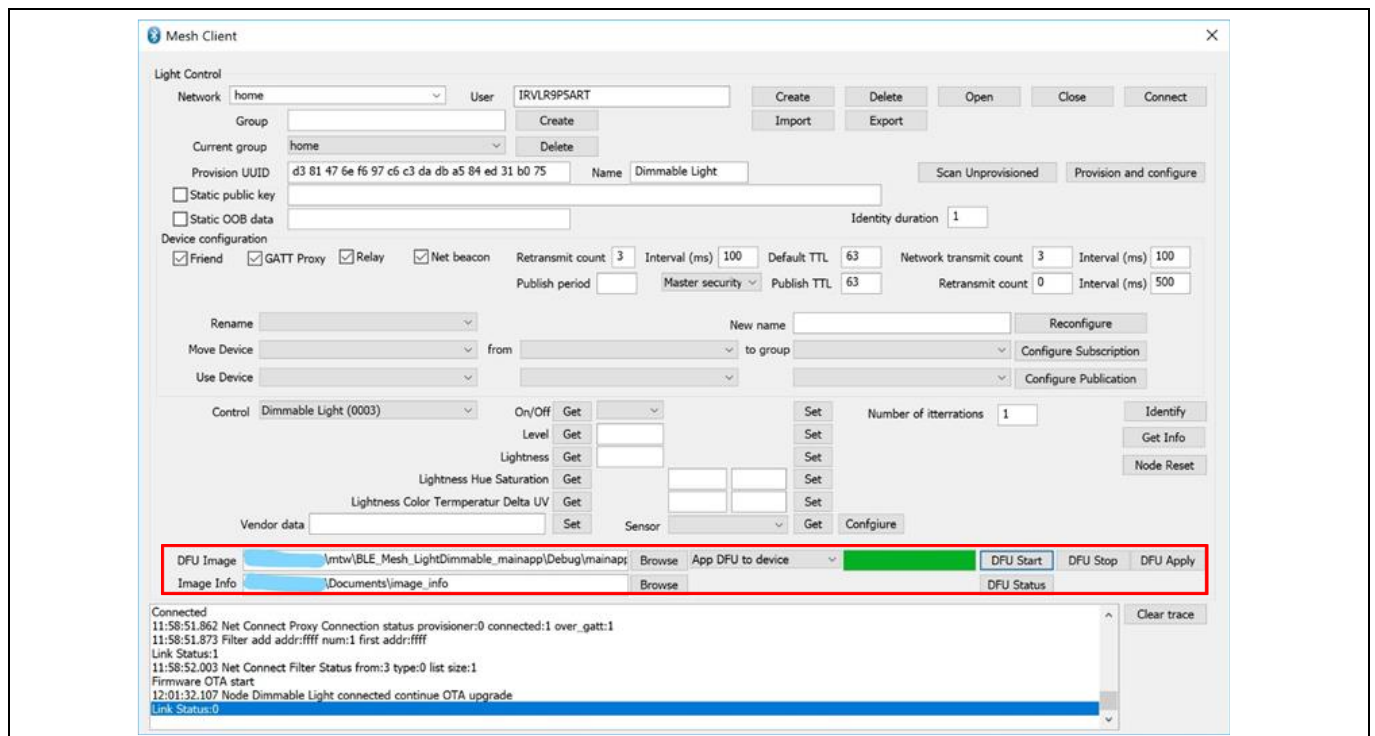 Mesh Client
Light Control
Network home User IRVLR9PSART Create Delete Open Close Connect
Group Create Import Export
Current group home Delete
Provision UUID d3 81 47 6e f6 97 c6 c3 da db a5 84 ed 31 b0 75 Name Dimmable Light Scan Unprovisioned Provision and configure
Static public key
Static OOB data Identity duration 1
Device configuration
Friend GATT Proxy Relay Net beacon Retransmit count 3 Interval (ms) 100 Default TTL 63 Network transmit count 3 Interval (ms) 100
Publish period Master security Publish TTL 63 Retransmit count 0 Interval (ms) 500
Rename New name Reconfigure
Move Device from to group Configure Subscription
Use Device Configure Publication
Control Dimmable Light (0003) On/Off Get Set Number of itterrations 1 Identify
Level Get Set Get Info
Lightness Get Set Node Reset
Lightness Hue Saturation Get Set
Lightness Color Termperatur Delta UV Get Set
Vendor data Set Sensor Get Confgiure
DFU Image \mtw\BLE_Mesh_LightDimmable_mainapp\Debug\mainapp Browse App DFU to device DFU Start DFU Stop DFU Apply
Image Info \Documents\image_info Browse DFU Status
Connected Clear trace
11:58:51.862 Net Connect Proxy Connection status provisioner:0 connected:1 over_gatt:1
11:58:51.873 Filter add addr:ffff num:1 first addr:ffff
Link Status:1
11:58:52.003 Net Connect Filter Status from:3 type:0 list size:1
Firmware OTA start
12:01:32.107 Node Dimmable Light connected continue OTA upgrade
Link Status:0